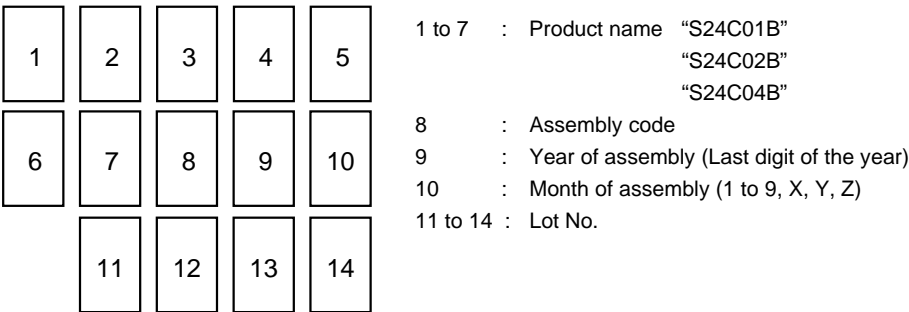 1 2 3 4 5
6 7 8 9 10
11 12 13 14
1 to 7 : Product name “S24C01B”
“S24C02B”
“S24C04B”
8 : Assembly code
9 : Year of assembly (Last digit of the year)
10 : Month of assembly (1 to 9, X, Y, Z)
11 to 14 : Lot No.